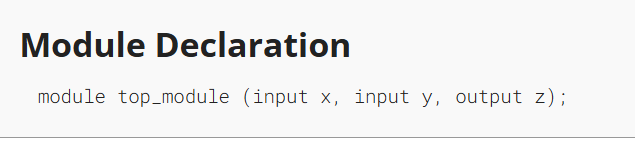 Module Declaration
module top_module (input x, input y, output z);